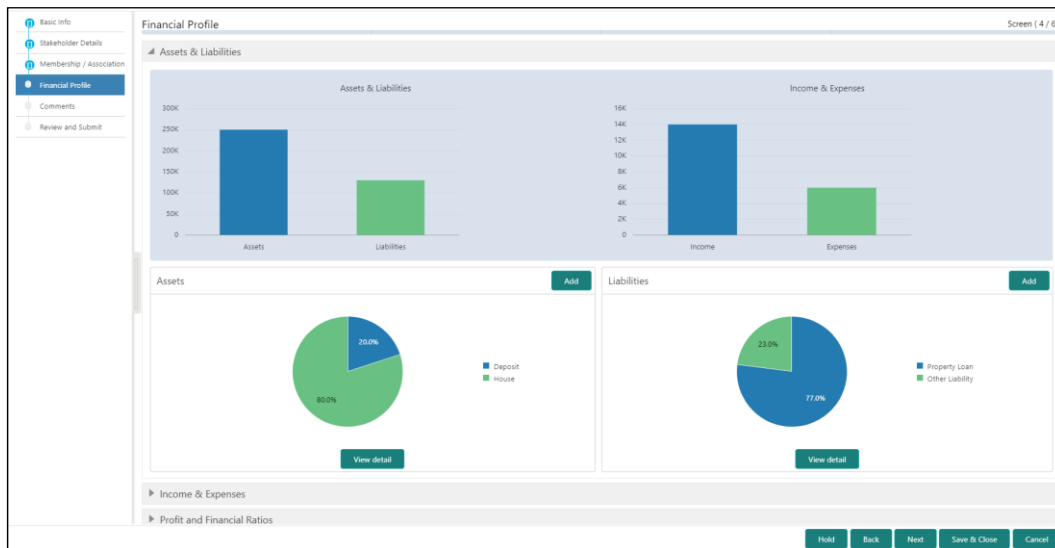 Basic Info
Stakeholder Details
Membership / Association
Financial Profile
Comments
Review and Submit
Financial Profile
Screen ( 4 / 6
Assets & Liabilities
Assets & Liabilities
300K
250K
200K
150K
100K
50K
0
Assets
Liabilities
Income & Expenses
16K
14K
12K
10K
8K
6K
4K
2K
0
Income
Expenses
Assets
Add
20.0%
80.0%
Deposit
House
View detail
Liabilities
Add
23.0%
77.0%
Property Loan
Other Liability
View detail
Income & Expenses
Profit and Financial Ratios
Hold
Back
Next
Save & Close
Cancel